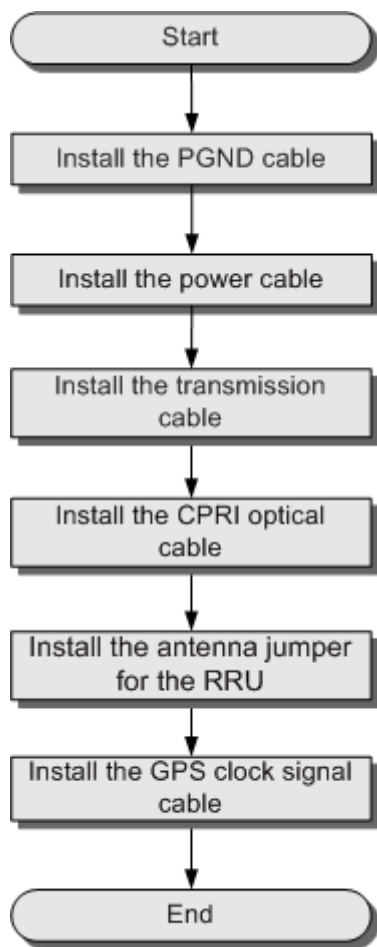 Start
Install the PGND cable
Install the power cable
Install the transmission
cable
Install the CPRI optical
cable
Install the antenna jumper
for the RRU
Install the GPS clock signal
cable
End